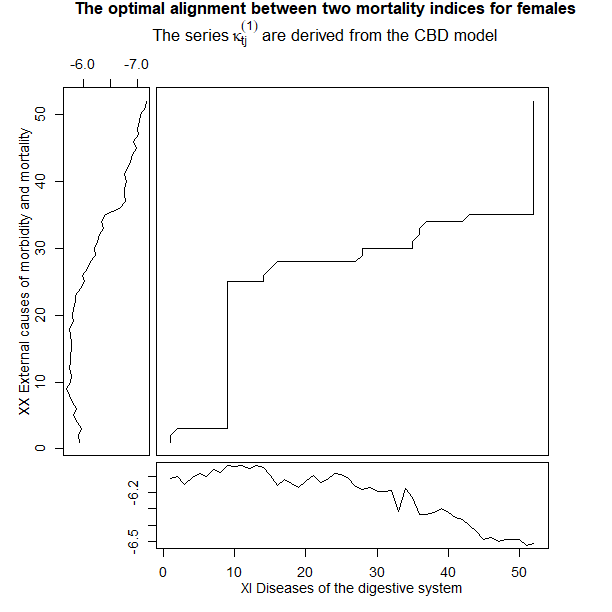 The optimal alignment between two mortality indices for females
The series κtj(1) are derived from the CBD model
-6.0 -7.0
XX External causes of morbidity and mortality
50
40
30
20
10
0
-6.2
-6.5
0 10 20 30 40 50
XI Diseases of the digestive system